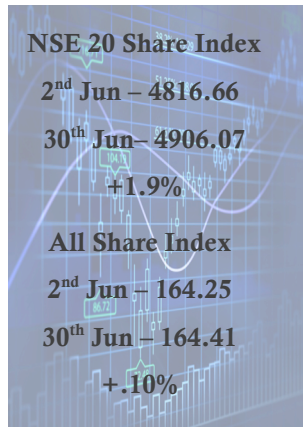 NSE 20 Share Index
2nd Jun – 4816.66
30th Jun– 4906.07
+1.9%
All Share Index
2nd Jun – 164.25
30th Jun – 164.41
+.10%